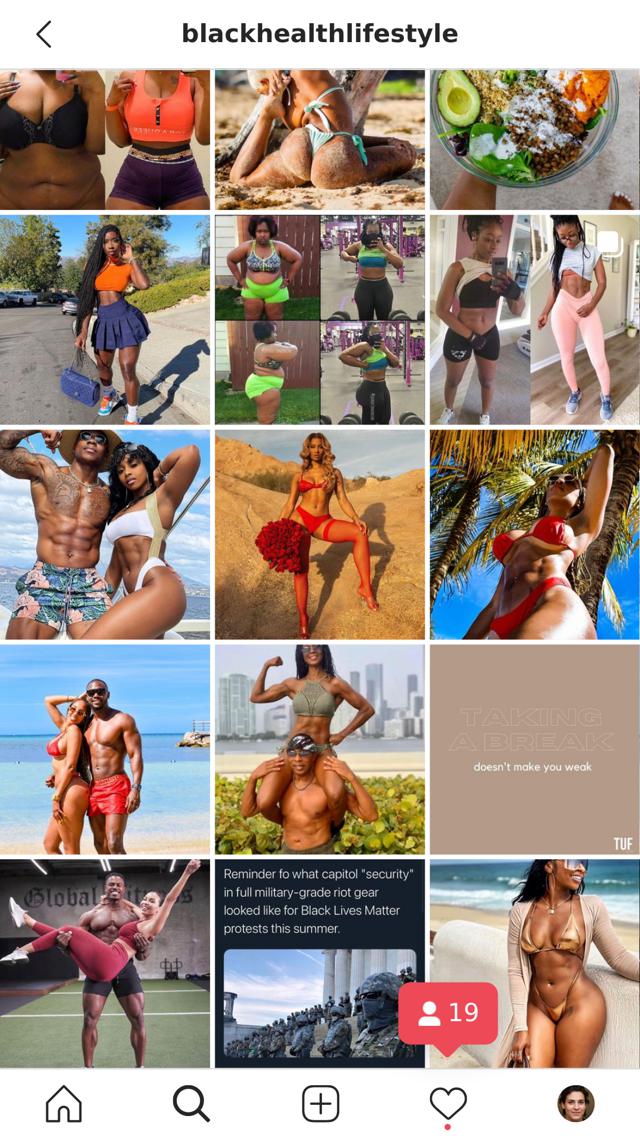 blackhealthlifestyle
TAKING
A BREAK
doesn't make you weak
TUF
Global Fitness
Reminder fo what capitol "security"
in full military-grade riot gear
looked like for Black Lives Matter
protests this summer.
19